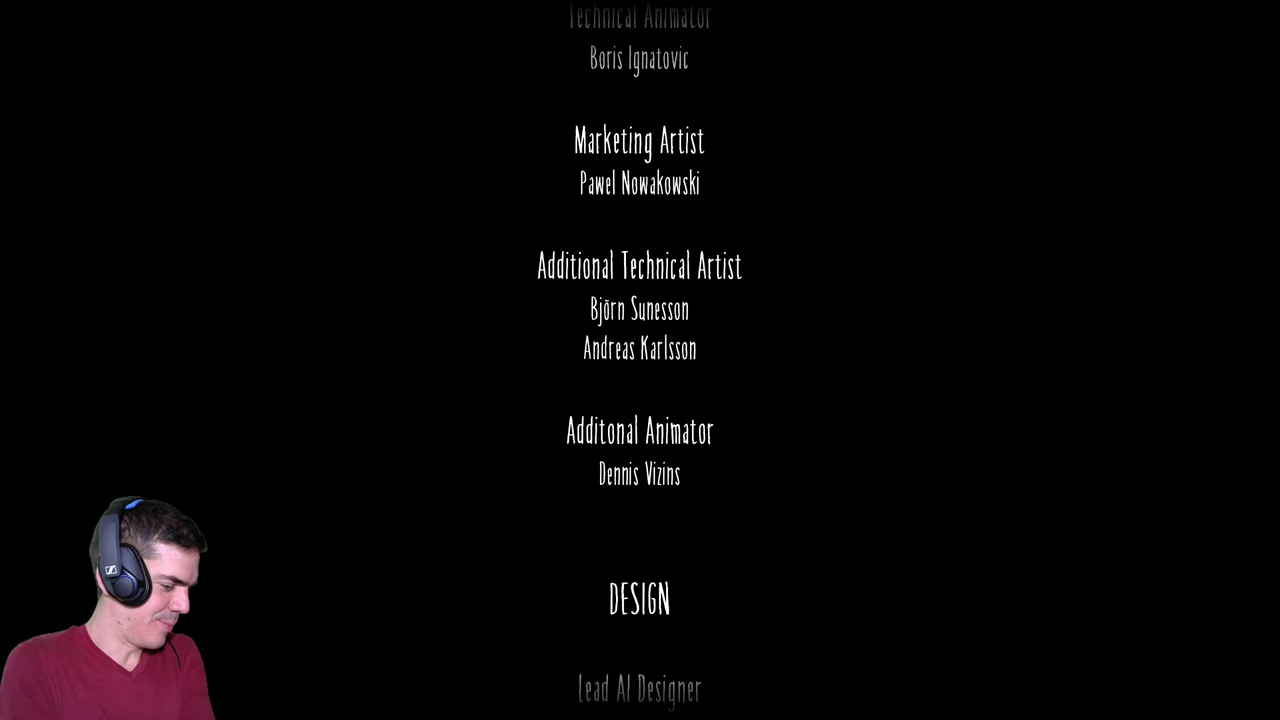 Technical Animator
Boris Ignatovic
Marketing Artist
Pawel Nowakowski
Additional Technical Artist
Björn Sunesson
Andreas Karlsson
Additonal Animator
Dennis Vizins
DESIGN
Lead AI Designer